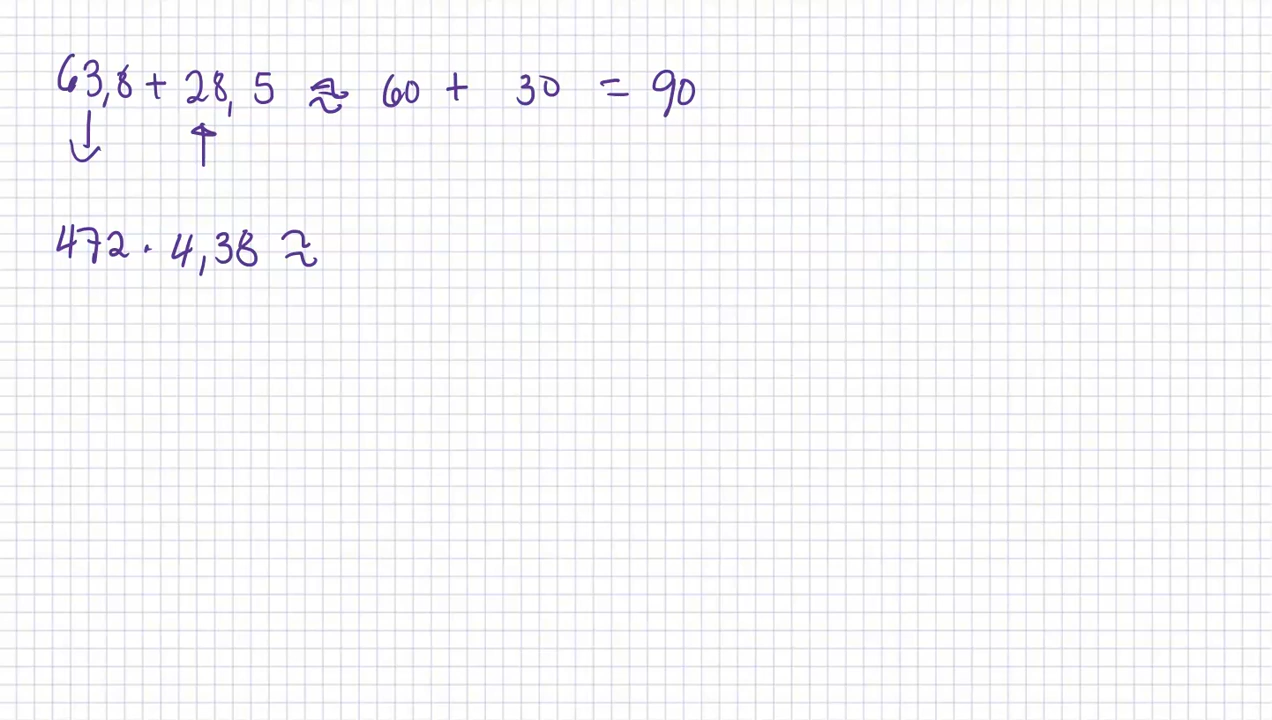 63,8 + 28,5 ≈ 60 + 30 = 90
472 · 4,38 ≈